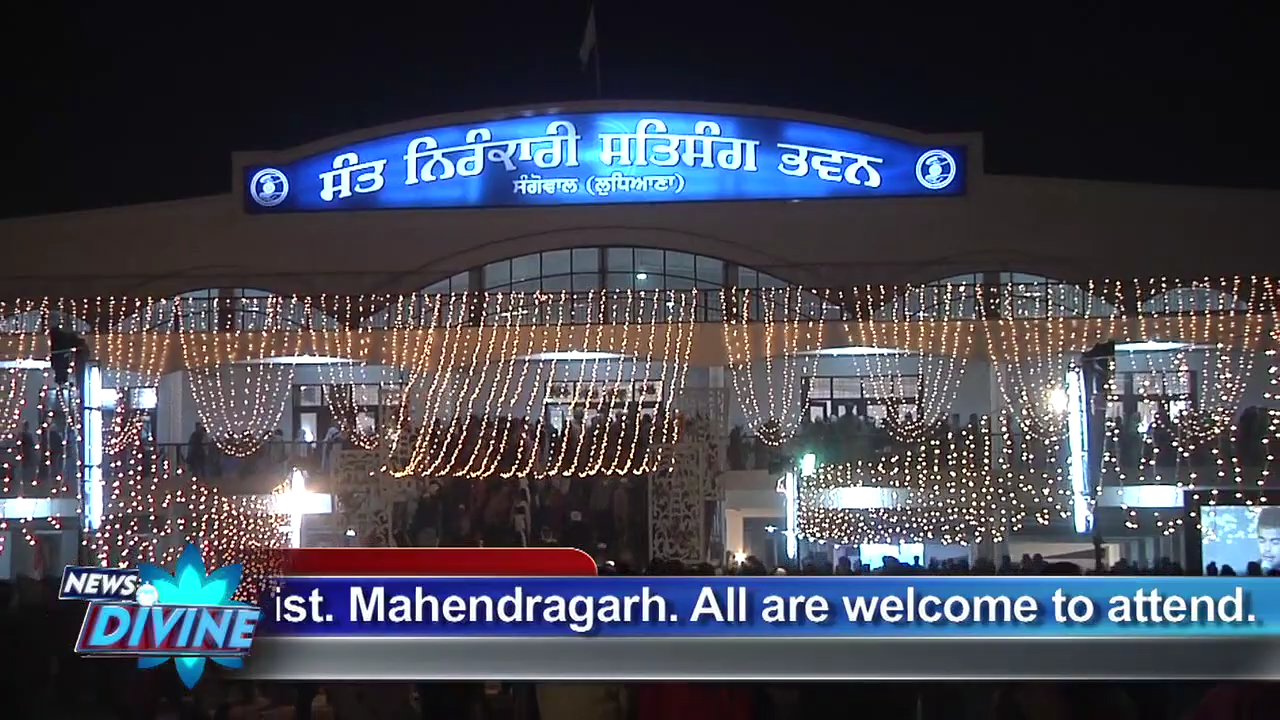 ਸੰਤ ਨਿਰੰਕਾਰੀ ਸਤਿਸੰਗ ਭਵਨ
ਸੰਗੋਵਾਲ (ਲੁਧਿਆਣਾ)
NEWS
DIVINE
ist. Mahendragarh. All are welcome to attend.